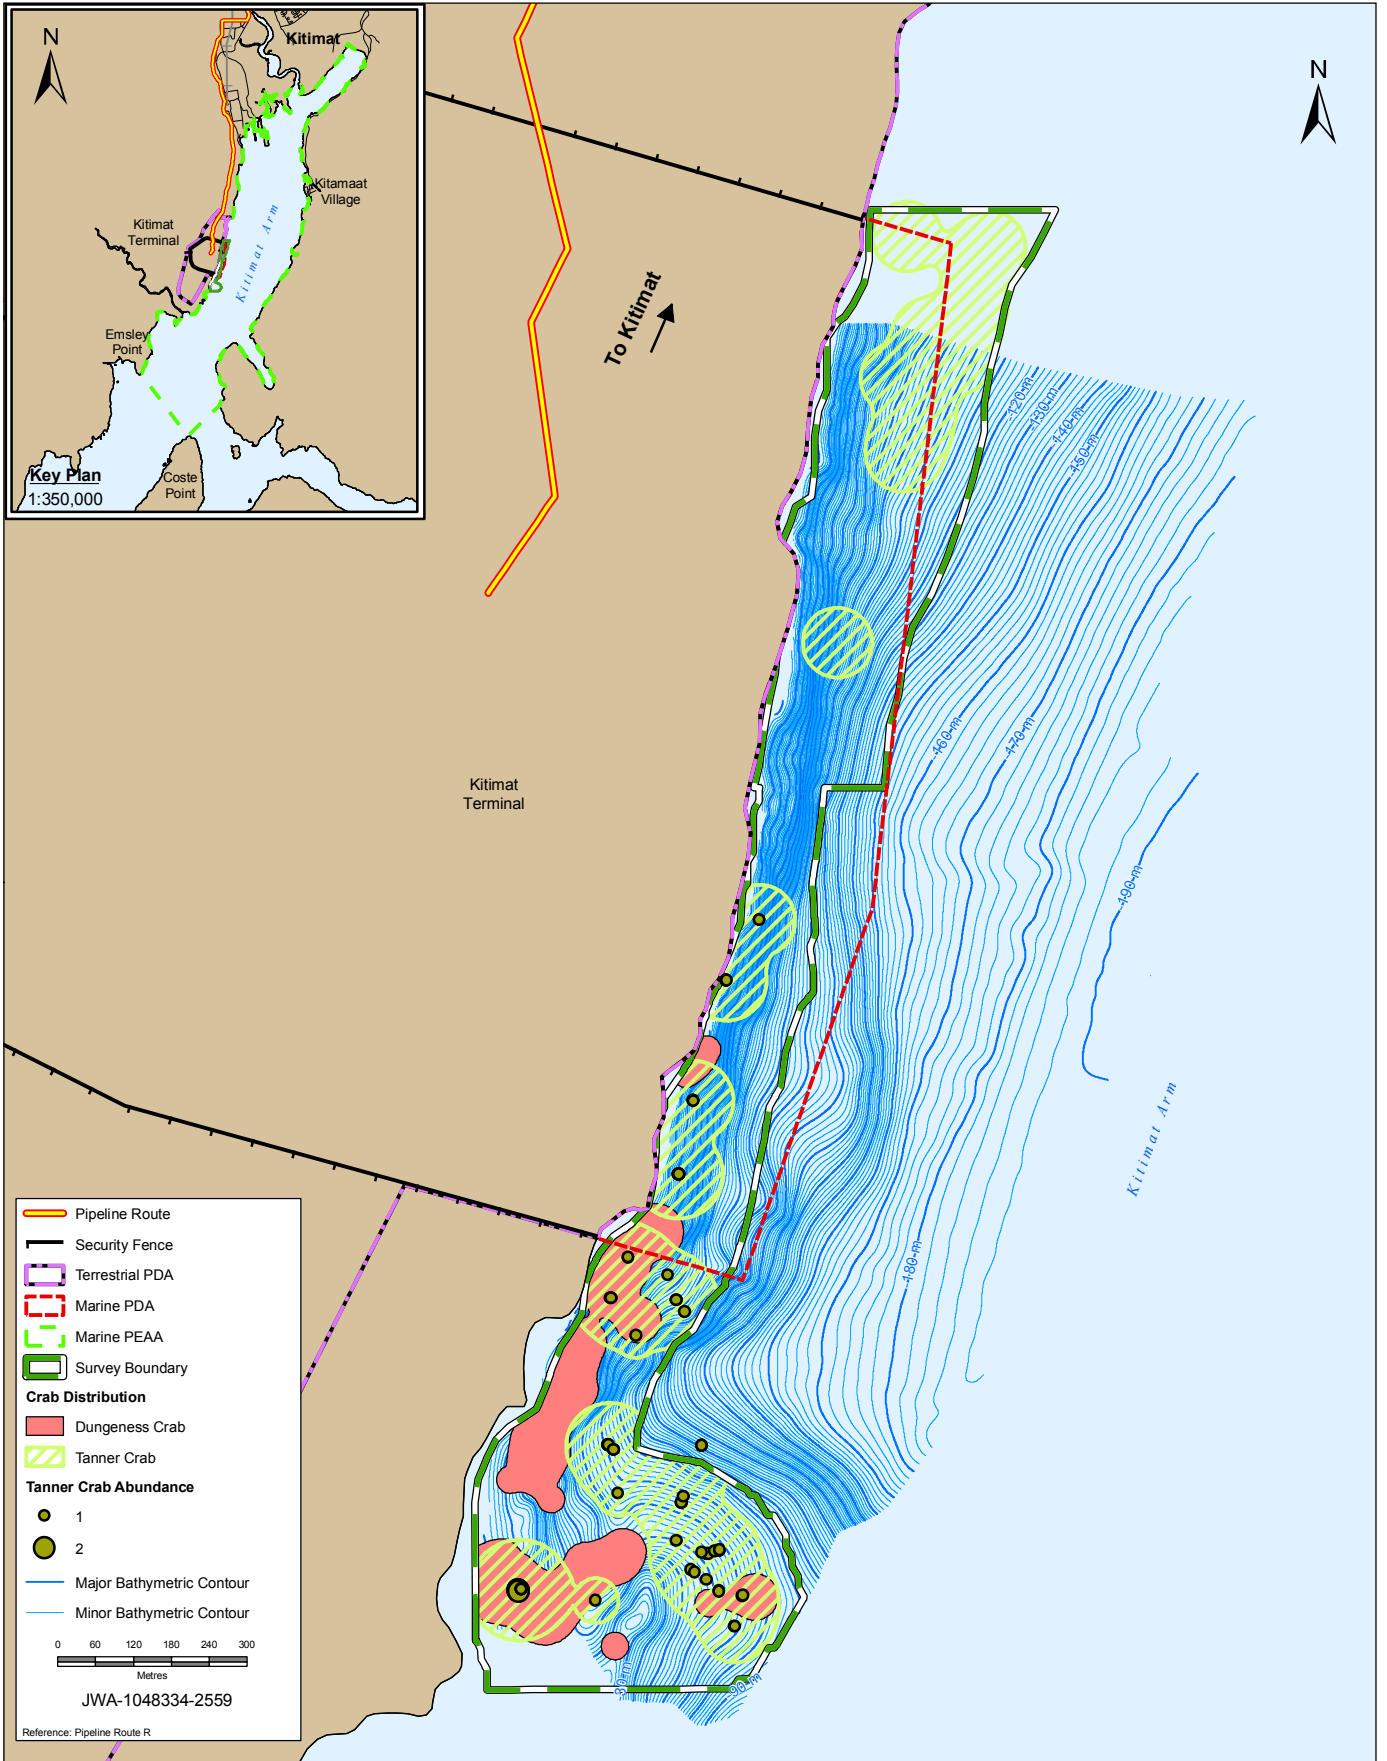 N
Kitimat
Kitamaat
Village
Kitimat
Terminal
Kitimat Arm
Emsley
Point
Coste
Point
Key Plan
1:350,000
N
To Kitimat
-120-m
-130-m
-140-m
-150-m
-160-m
-170-m
-190-m
Kitimat
Terminal
Kitimat Arm
-180-m
-90-m
Pipeline Route
Security Fence
Terrestrial PDA
Marine PDA
Marine PEAA
Survey Boundary
Crab Distribution
Dungeness Crab
Tanner Crab
Tanner Crab Abundance
1
2
Major Bathymetric Contour
Minor Bathymetric Contour
0 60 120 180 240 300
Metres
JWA-1048334-2559
Reference: Pipeline Route R